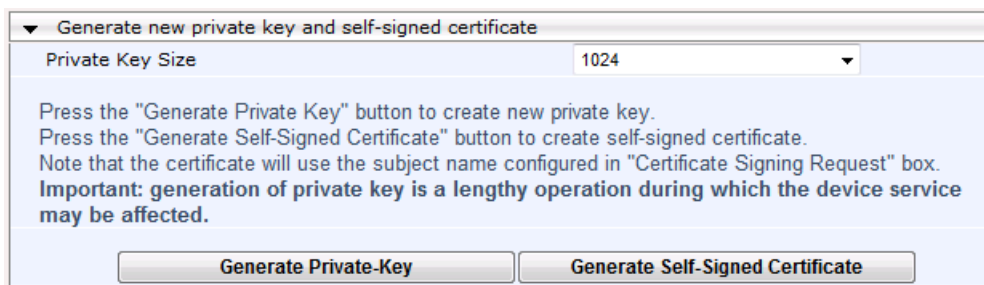 Generate new private key and self-signed certificate
Private Key Size
1024
Press the "Generate Private Key" button to create new private key.
Press the "Generate Self-Signed Certificate" button to create self-signed certificate.
Note that the certificate will use the subject name configured in "Certificate Signing Request" box.
Important: generation of private key is a lengthy operation during which the device service
may be affected.
Generate Private-Key
Generate Self-Signed Certificate